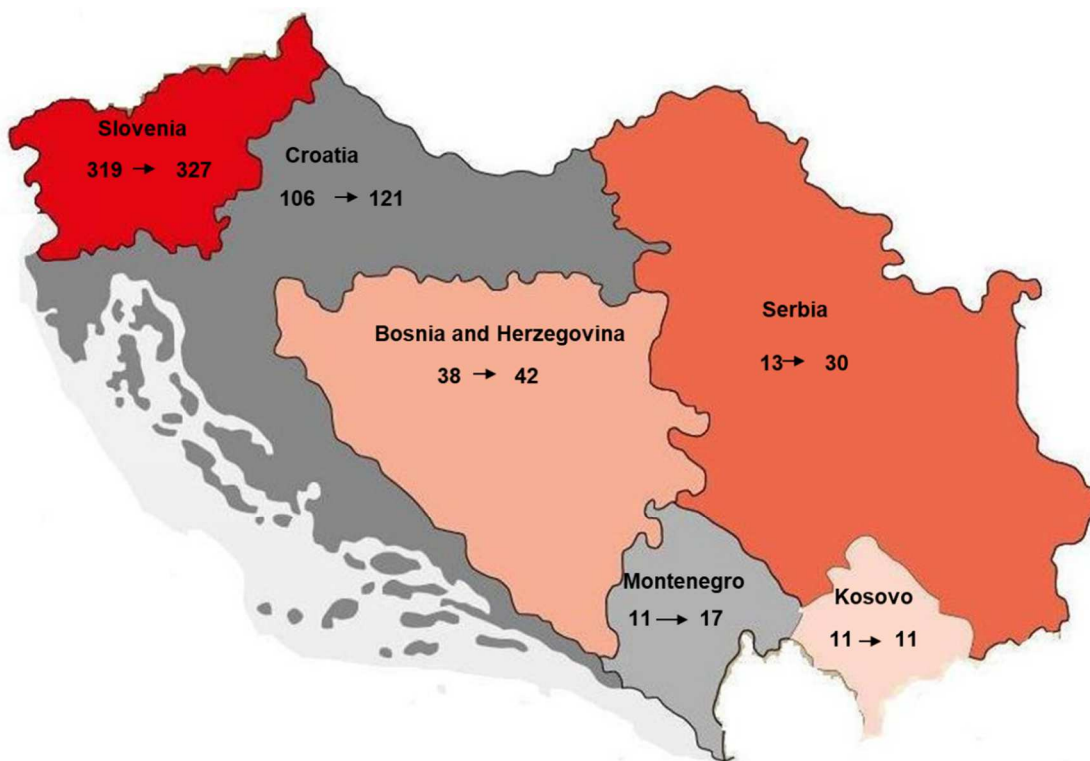 Slovenia
319 → 327
Croatia
106 → 121
Serbia
13 → 30
Bosnia and Herzegovina
38 → 42
Montenegro
11 → 17
Kosovo
11 → 11